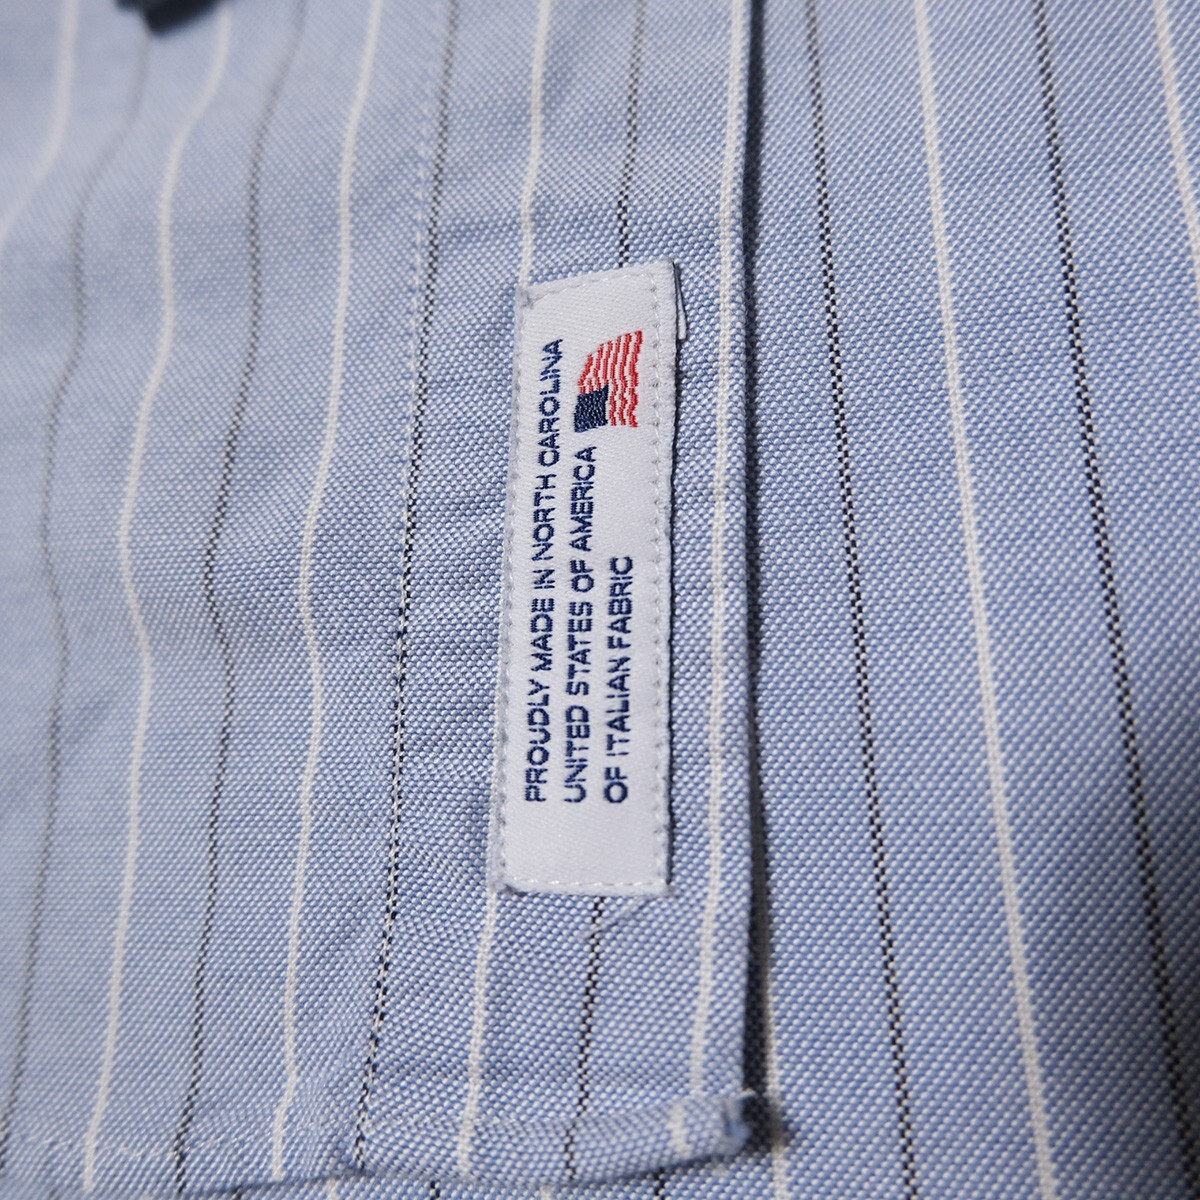 PROUDLY MADE IN NORTH CAROLINA
UNITED STATES OF AMERICA
OF ITALIAN FABRIC